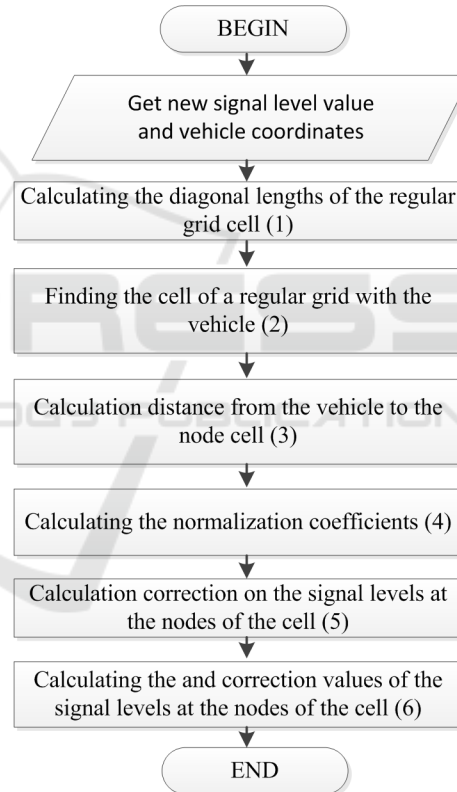 BEGIN
Get new signal level value
and vehicle coordinates
Calculating the diagonal lengths of the regular
grid cell (1)
Finding the cell of a regular grid with the
vehicle (2)
Calculation distance from the vehicle to the
node cell (3)
Calculating the normalization coefficients (4)
Calculation correction on the signal levels at
the nodes of the cell (5)
Calculating the and correction values of the
signal levels at the nodes of the cell (6)
END